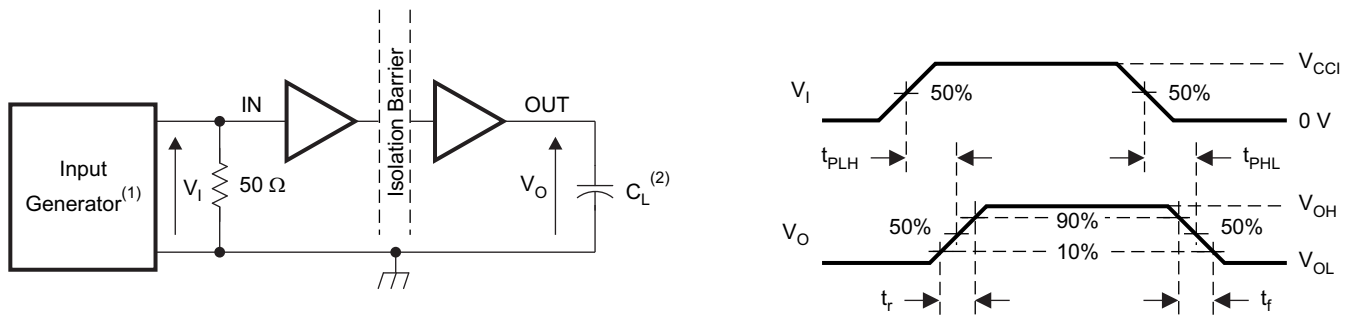 Input
Generator(1)
VI
50 Ω
IN
Isolation Barrier
OUT
VO
CL(2)
VI
50%
50%
VCCI
0 V
tPLH
tPHL
VO
50%
90%
10%
50%
VOH
VOL
tr
tf